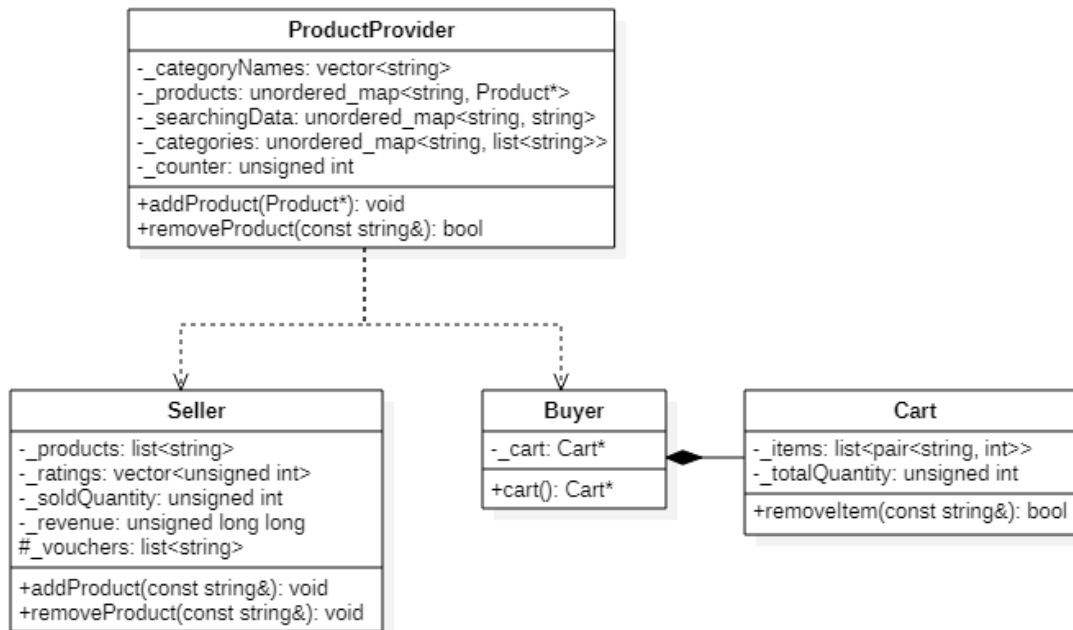 ProductProvider
-_categoryNames: vector<string>
-_products: unordered_map<string, Product*>
-_searchingData: unordered_map<string, string>
-_categories: unordered_map<string, list<string>>
-_counter: unsigned int
+addProduct(Product*): void
+removeProduct(const string&): bool
Seller
-_products: list<string>
-_ratings: vector<unsigned int>
-_soldQuantity: unsigned int
-_revenue: unsigned long long
#_vouchers: list<string>
+addProduct(const string&): void
+removeProduct(const string&): void
Buyer
-_cart: Cart*
+cart(): Cart*
Cart
-_items: list<pair<string, int>>
-_totalQuantity: unsigned int
+removeItem(const string&): bool